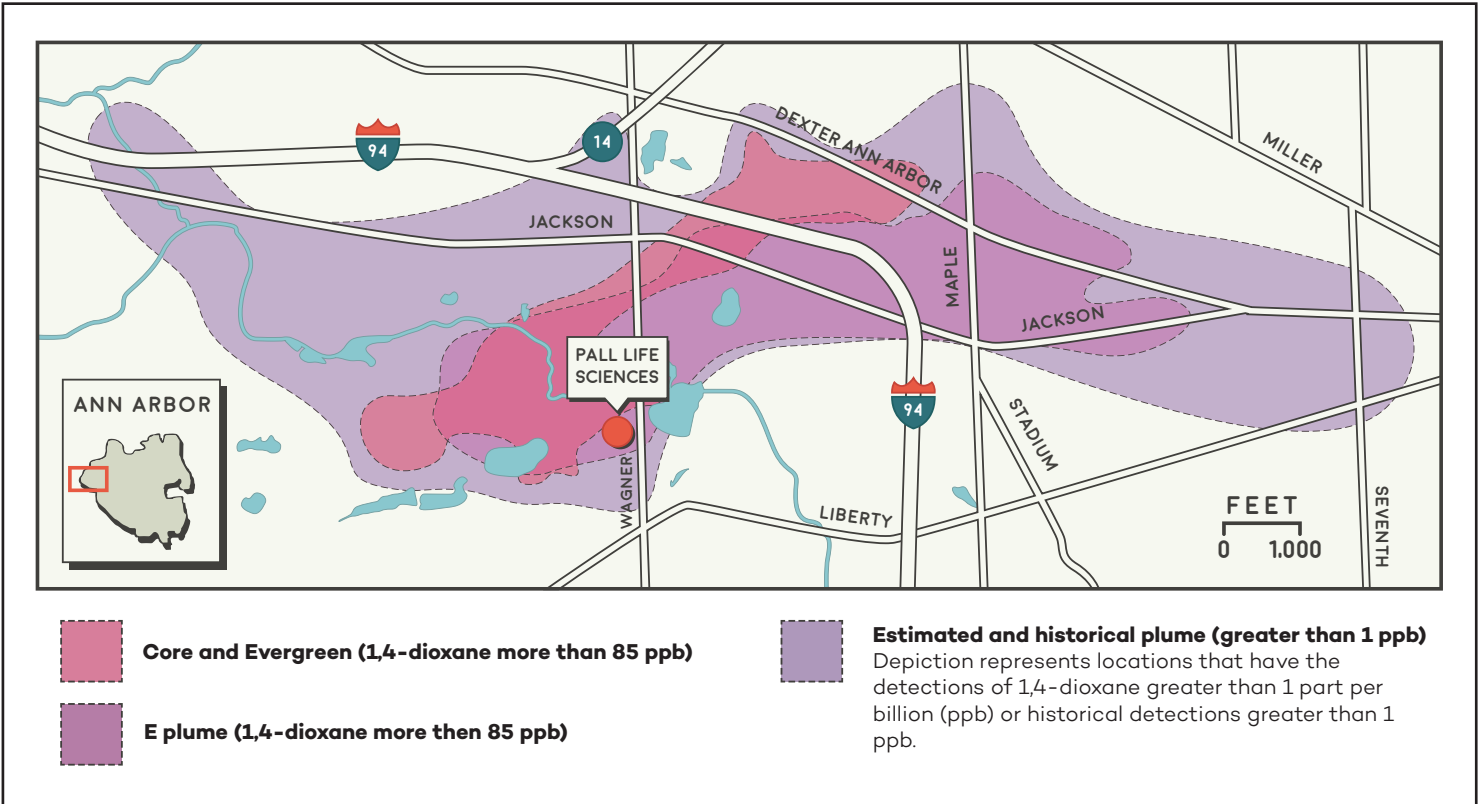 DEXTER ANN ARBOR
MILLER
94
14
JACKSON
MAPLE
JACKSON
PALL LIFE
SCIENCES
ANN ARBOR
94
STADIUM
WAGNER
LIBERTY
FEET
0 1.000
SEVENTH
Core and Evergreen (1,4-dioxane more than 85 ppb)
E plume (1,4-dioxane more then 85 ppb)
Estimated and historical plume (greater than 1 ppb)
Depiction represents locations that have the
detections of 1,4-dioxane greater than 1 part per
billion (ppb) or historical detections greater than 1
ppb.